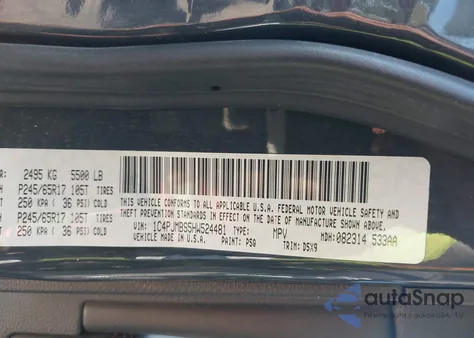 R: 2495 KG 5500 LB
H P245/65R17 105T TIRES
250 KPA ( 36 PSI) COLD
H P245/65R17 105T TIRES
250 KPA ( 36 PSI) COLD
THIS VEHICLE CONFORMS TO ALL APPLICABLE U.S.A. FEDERAL MOTOR VEHICLE SAFETY AND
THEFT PREVENTION STANDARDS IN EFFECT ON THE DATE OF MANUFACTURE SHOWN ABOVE.
VIN: 1C4PJMBS5HW524481 TYPE: MPV MDH: 082314 533AA
VEHICLE MADE IN U.S.A. PAINT: PSQ TRIM: D5X9
autoSnap